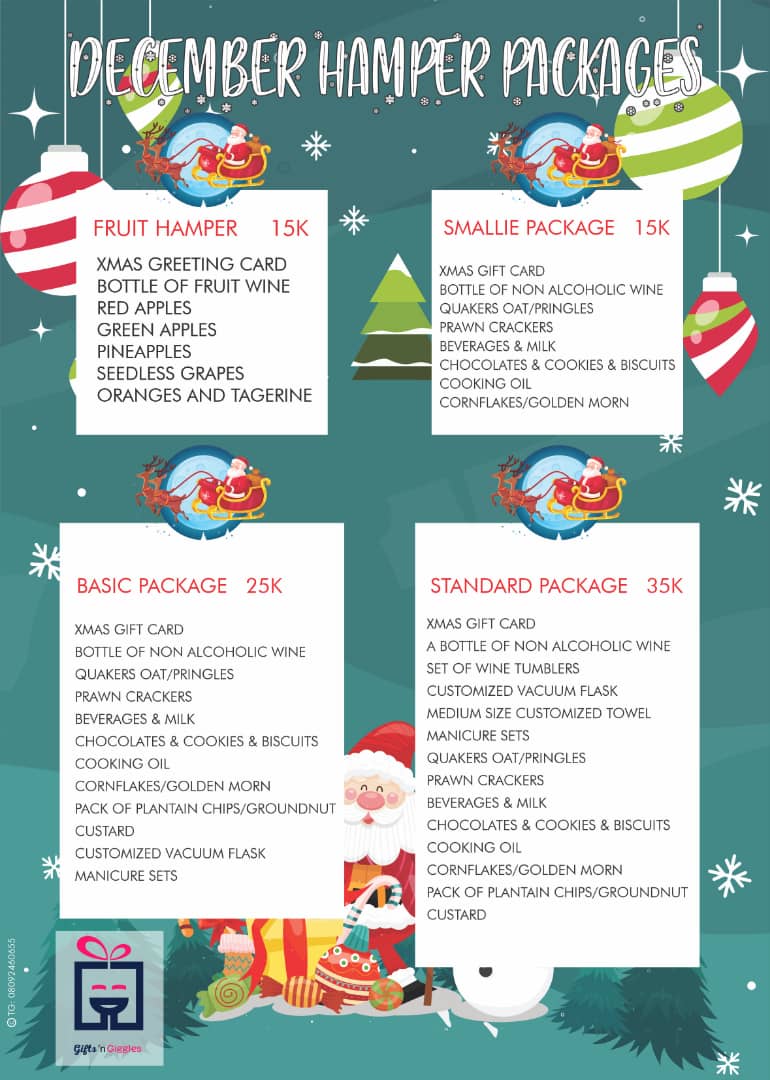 DECEMBER HAMPER PACKAGES
FRUIT HAMPER 15K
XMAS GREETING CARD
BOTTLE OF FRUIT WINE
RED APPLES
GREEN APPLES
PINEAPPLES
SEEDLESS GRAPES
ORANGES AND TAGERINE
SMALLIE PACKAGE 15K
XMAS GIFT CARD
BOTTLE OF NON ALCOHOLIC WINE
QUAKERS OAT/PRINGLES
PRAWN CRACKERS
BEVERAGES & MILK
CHOCOLATES & COOKIES & BISCUITS
COOKING OIL
CORNFLAKES/GOLDEN MORN
BASIC PACKAGE 25K
XMAS GIFT CARD
BOTTLE OF NON ALCOHOLIC WINE
QUAKERS OAT/PRINGLES
PRAWN CRACKERS
BEVERAGES & MILK
CHOCOLATES & COOKIES & BISCUITS
COOKING OIL
CORNFLAKES/GOLDEN MORN
PACK OF PLANTAIN CHIPS/GROUNDNUT
CUSTARD
CUSTOMIZED VACUUM FLASK
MANICURE SETS
STANDARD PACKAGE 35K
XMAS GIFT CARD
A BOTTLE OF NON ALCOHOLIC WINE
SET OF WINE TUMBLERS
CUSTOMIZED VACUUM FLASK
MEDIUM SIZE CUSTOMIZED TOWEL
MANICURE SETS
QUAKERS OAT/PRINGLES
PRAWN CRACKERS
BEVERAGES & MILK
CHOCOLATES & COOKIES & BISCUITS
COOKING OIL
CORNFLAKES/GOLDEN MORN
PACK OF PLANTAIN CHIPS/GROUNDNUT
CUSTARD
©TG- 08092460655
Gifts 'n Giggles